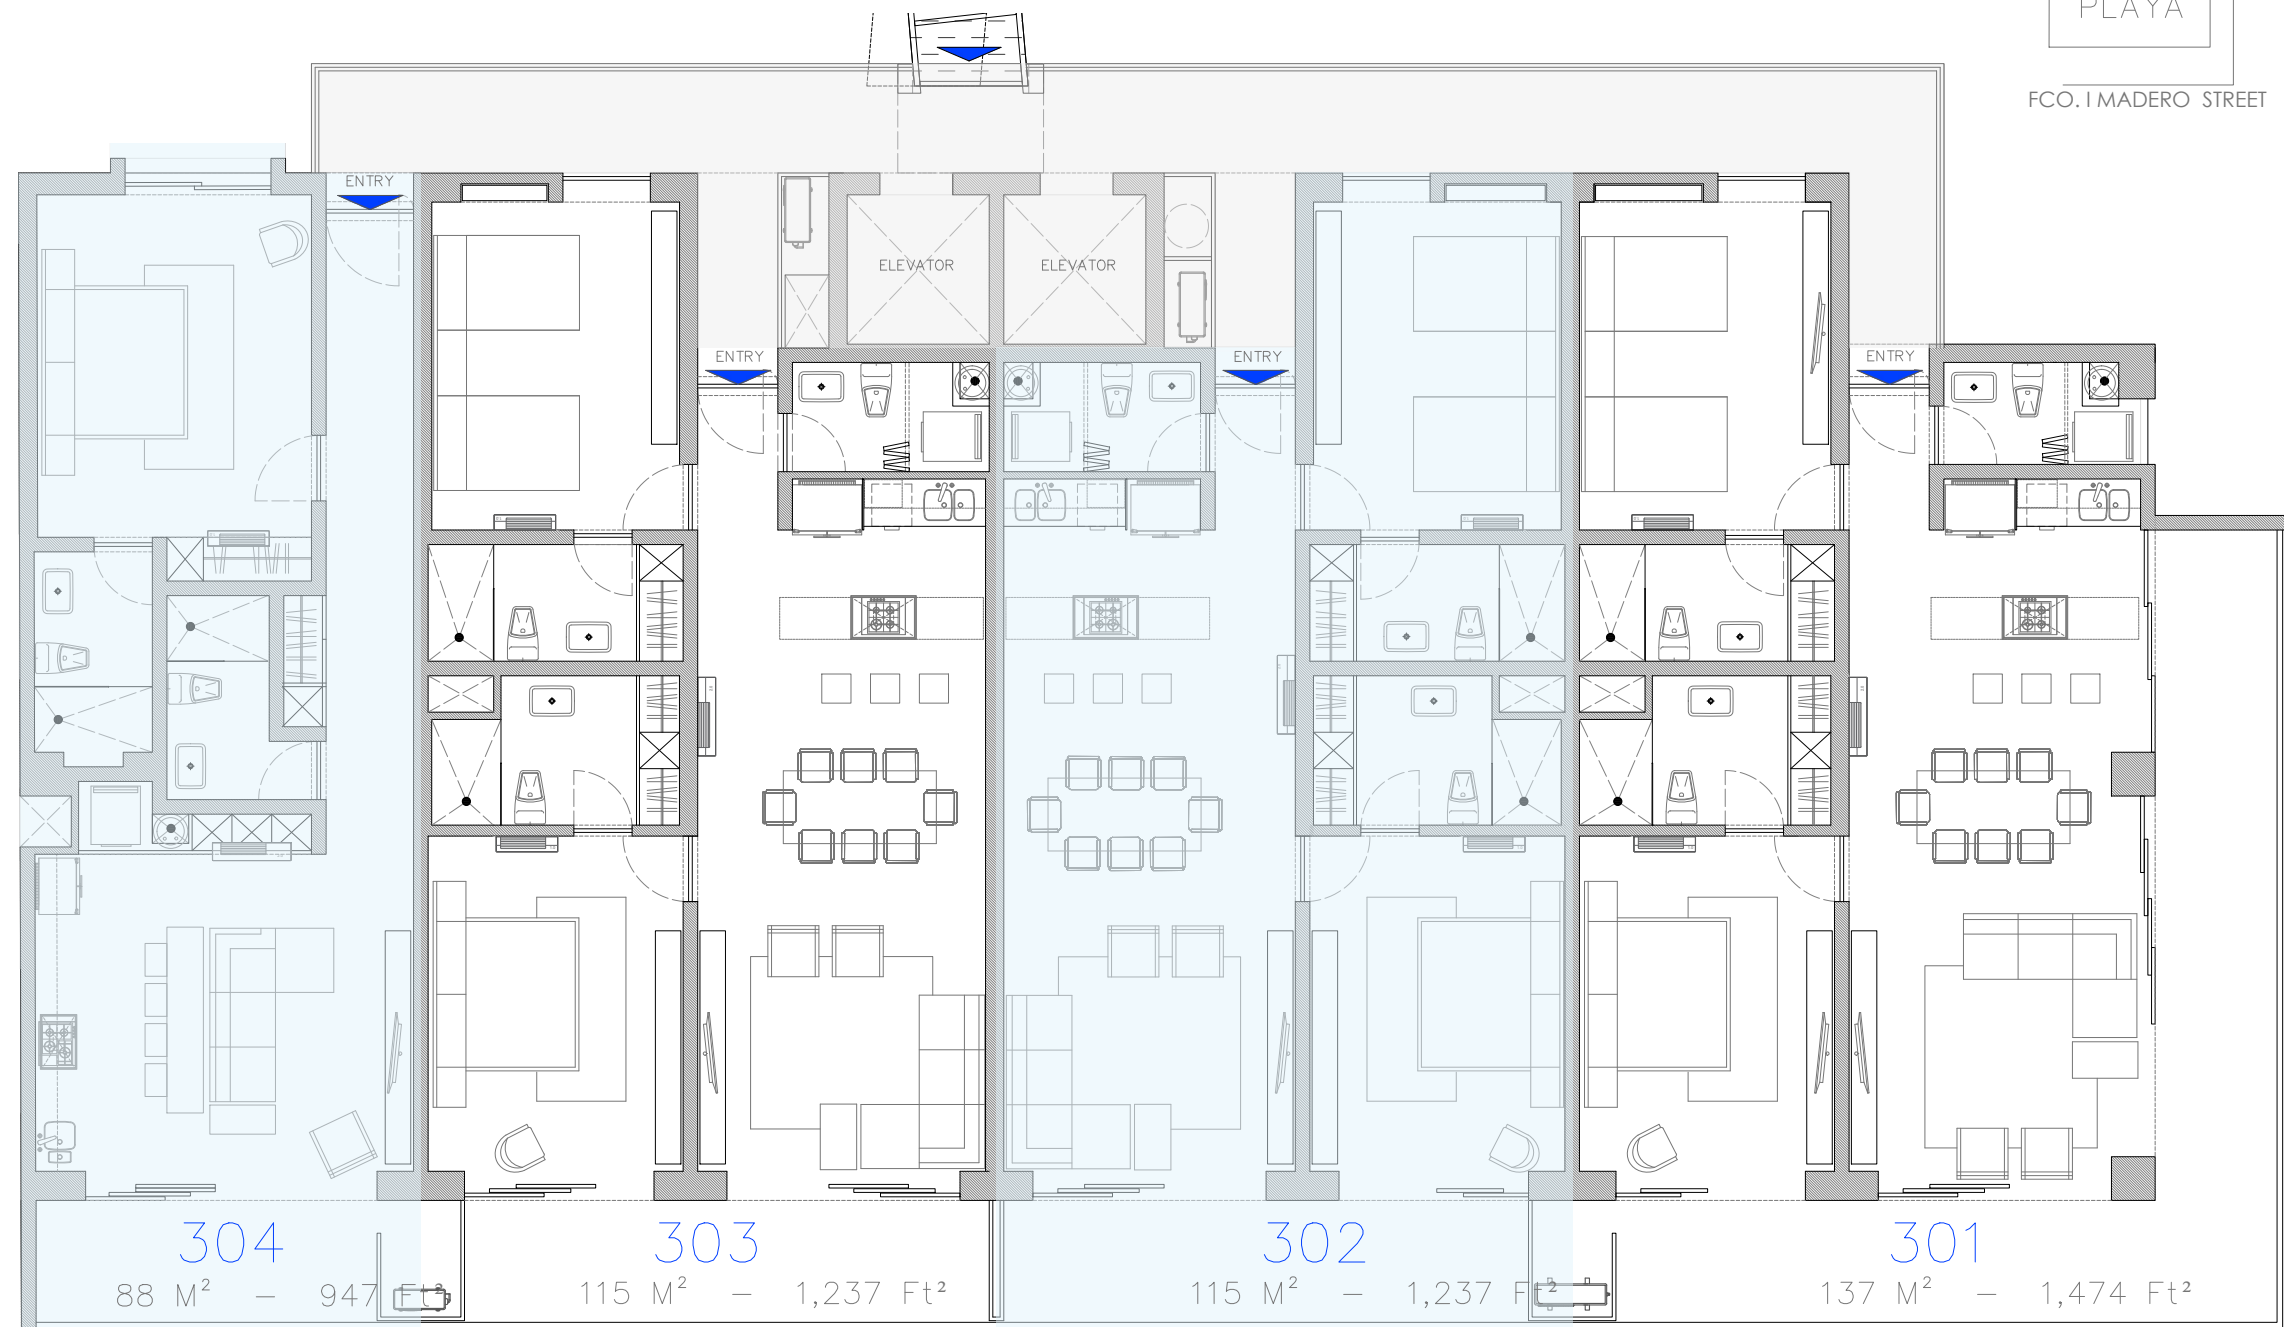 PLAYA
FCO. I MADERO STREET
ENTRY
ELEVATOR
ELEVATOR
ENTRY
ENTRY
ENTRY
304
303
302
301
88 M² - 947 Ft²
115 M² - 1,237 Ft²
115 M² - 1,237 Ft²
137 M² - 1,474 Ft²